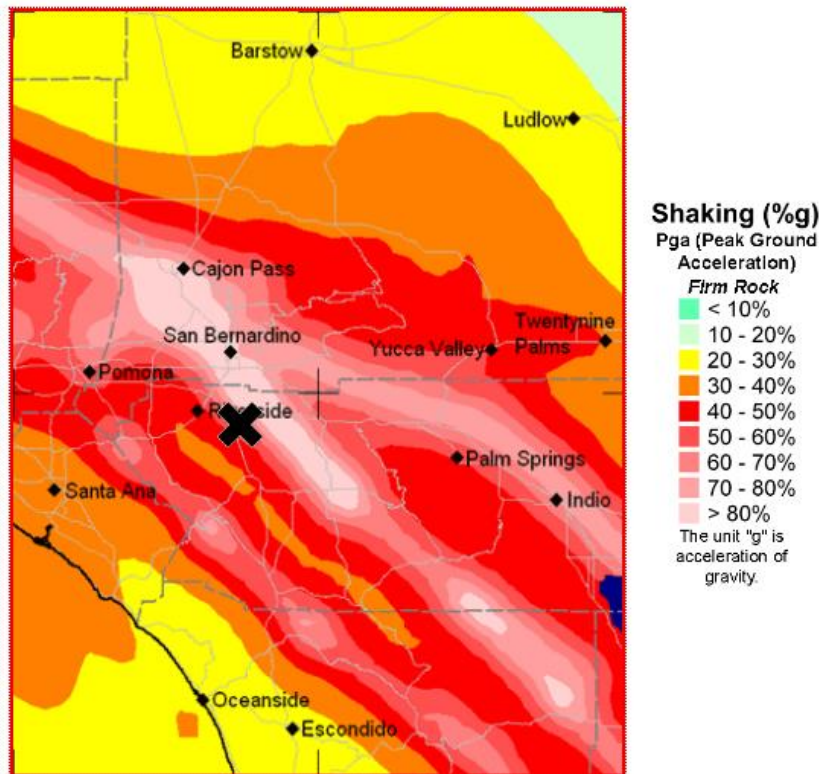 Barstow
Ludlow
Cajon Pass
San Bernardino
Twentynine
Palms
Yucca Valley
Pomona
Palm Springs
Santa Ana
Indio
Oceanside
Escondido
Shaking (%g)
Pga (Peak Ground
Acceleration)
Firm Rock
< 10%
10 - 20%
20 - 30%
30 - 40%
40 - 50%
50 - 60%
60 - 70%
70 - 80%
> 80%
The unit "g" is
acceleration of
gravity.